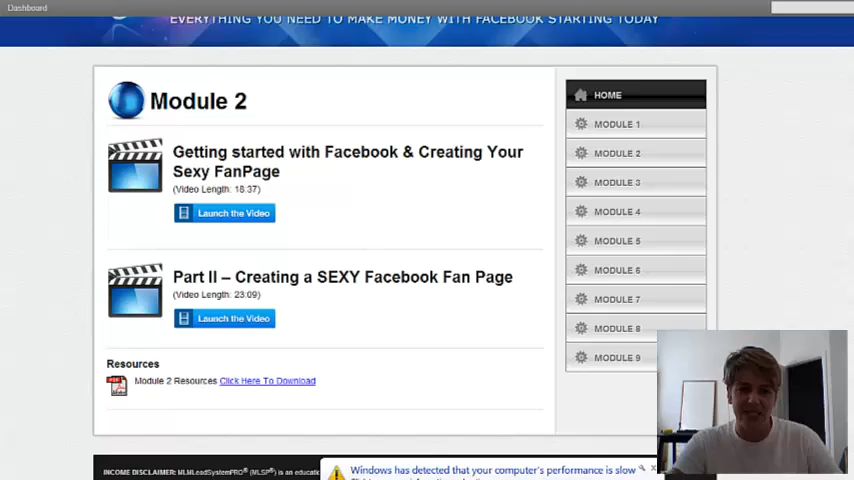 Dashboard
EVERYTHING YOU NEED TO MAKE MONEY WITH FACEBOOK STARTING TODAY
Module 2
Getting started with Facebook & Creating Your
Sexy FanPage
(Video Length: 18:37)
Launch the Video
Part II – Creating a SEXY Facebook Fan Page
(Video Length: 23:09)
Launch the Video
Resources
Module 2 Resources Click Here To Download
HOME
MODULE 1
MODULE 2
MODULE 3
MODULE 4
MODULE 5
MODULE 6
MODULE 7
MODULE 8
MODULE 9
INCOME DISCLAIMER: MLMLeadSystemPRO® (MLSP®) is an educatio
Windows has detected that your computer's performance is slow